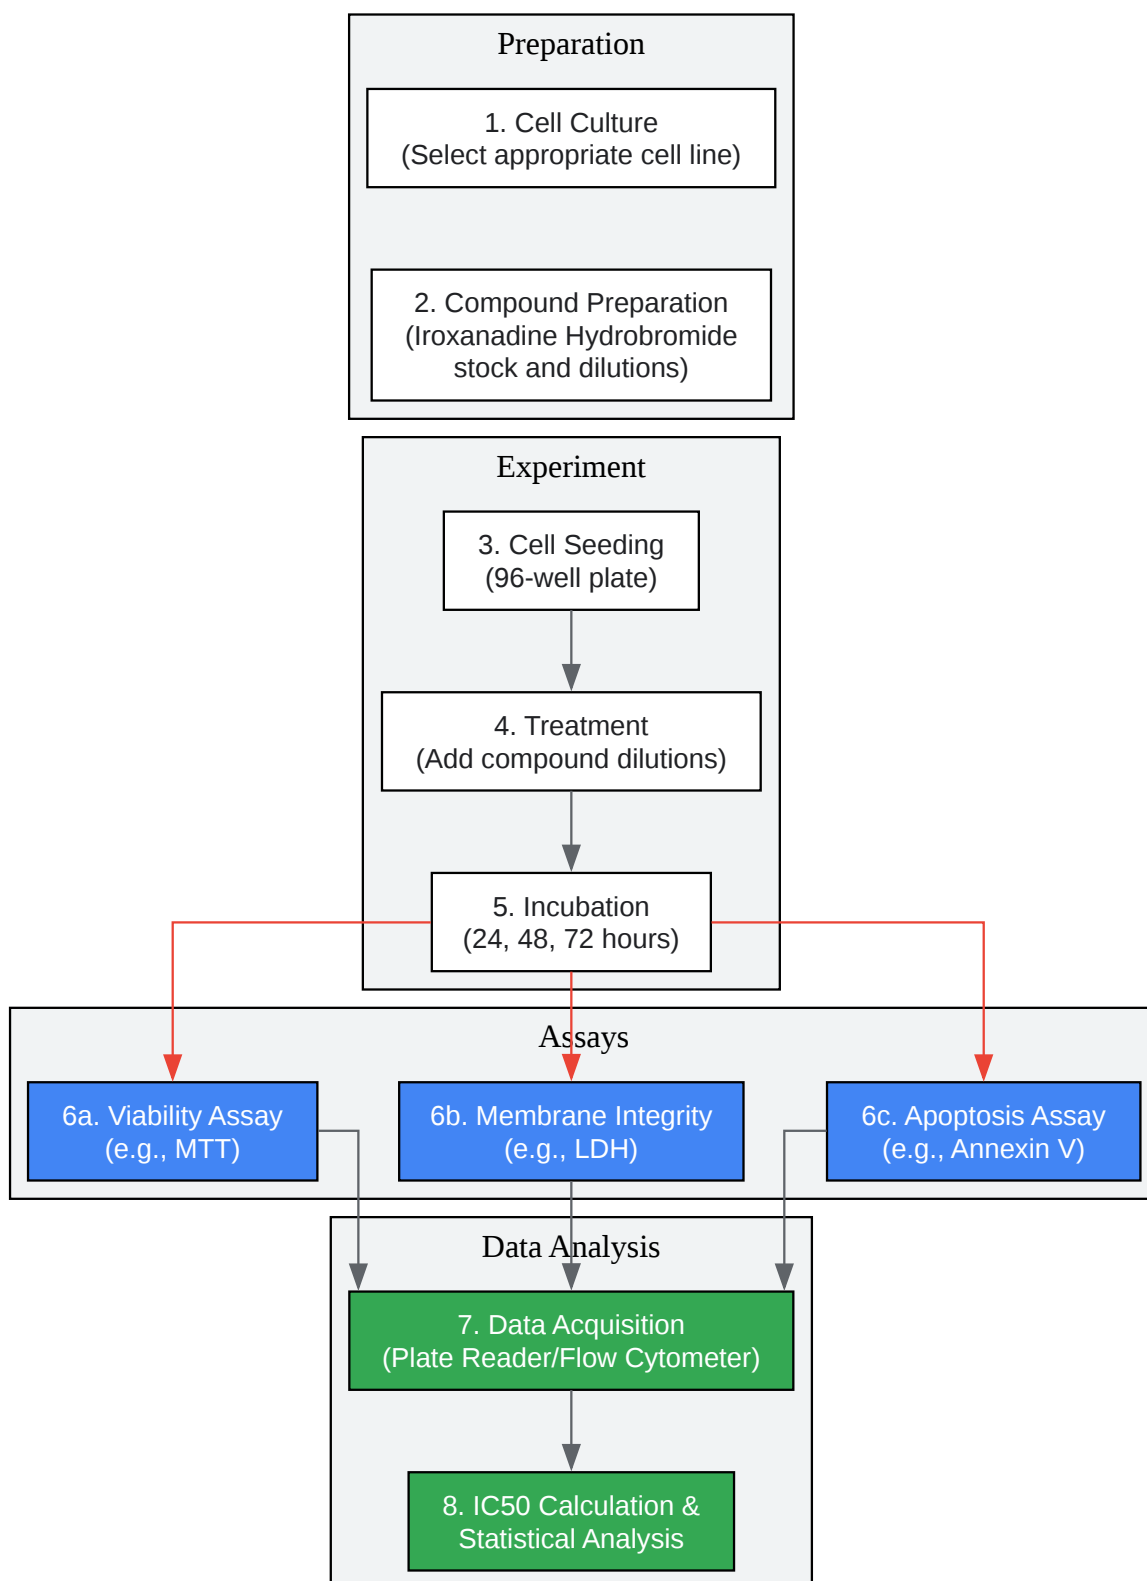 Preparation
1. Cell Culture
(Select appropriate cell line)
2. Compound Preparation
(Iroxanadine Hydrobromide
stock and dilutions)
Experiment
3. Cell Seeding
(96-well plate)
4. Treatment
(Add compound dilutions)
5. Incubation
(24, 48, 72 hours)
Assays
6a. Viability Assay
(e.g., MTT)
6b. Membrane Integrity
(e.g., LDH)
6c. Apoptosis Assay
(e.g., Annexin V)
Data Analysis
7. Data Acquisition
(Plate Reader/Flow Cytometer)
8. IC50 Calculation &
Statistical Analysis